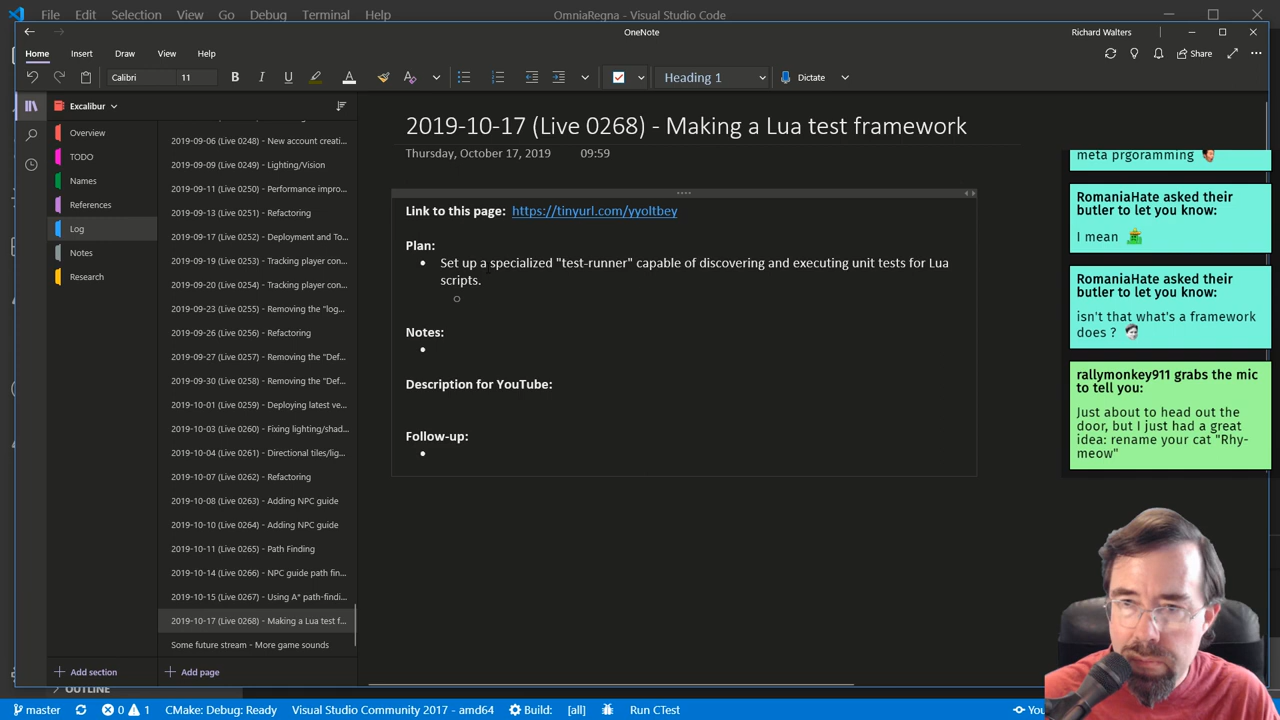 File Edit Selection View Go Debug Terminal Help OmniaRegna - Visual Studio Code
OneNote Richard Walters
Home Insert Draw View Help Share
Calibri 11 B I U A Heading 1 Dictate
Excalibur
Overview
TODO
Names
References
Log
Notes
Research
Add section
2019-09-06 (Live 0248) - New account creati...
2019-09-09 (Live 0249) - Lighting/Vision
2019-09-11 (Live 0250) - Performance impro...
2019-09-13 (Live 0251) - Refactoring
2019-09-17 (Live 0252) - Deployment and To...
2019-09-19 (Live 0253) - Tracking player con...
2019-09-20 (Live 0254) - Tracking player con...
2019-09-23 (Live 0255) - Removing the "log...
2019-09-26 (Live 0256) - Refactoring
2019-09-27 (Live 0257) - Removing the "Def...
2019-09-30 (Live 0258) - Removing the "Def...
2019-10-01 (Live 0259) - Deploying latest ve...
2019-10-03 (Live 0260) - Fixing lighting/shad...
2019-10-04 (Live 0261) - Directional tiles/lig...
2019-10-07 (Live 0262) - Refactoring
2019-10-08 (Live 0263) - Adding NPC guide
2019-10-10 (Live 0264) - Adding NPC guide
2019-10-11 (Live 0265) - Path Finding
2019-10-14 (Live 0266) - NPC guide path fin...
2019-10-15 (Live 0267) - Using A* path-findi...
2019-10-17 (Live 0268) - Making a Lua test f...
Some future stream - More game sounds
Add page
2019-10-17 (Live 0268) - Making a Lua test framework
Thursday, October 17, 2019 09:59
Link to this page: https://tinyurl.com/yyoltbey
Plan:
Set up a specialized "test-runner" capable of discovering and executing unit tests for Lua
scripts.
Notes:
Description for YouTube:
Follow-up:
meta prgoramming
RomaniaHate asked their
butler to let you know:
I mean
RomaniaHate asked their
butler to let you know:
isn't that what's a framework
does ?
rallymonkey911 grabs the mic
to tell you:
Just about to head out the
door, but I just had a great
idea: rename your cat "Rhy-
meow"
OUTLINE
master 0 1 CMake: Debug: Ready Visual Studio Community 2017 - amd64 Build: [all] Run CTest You